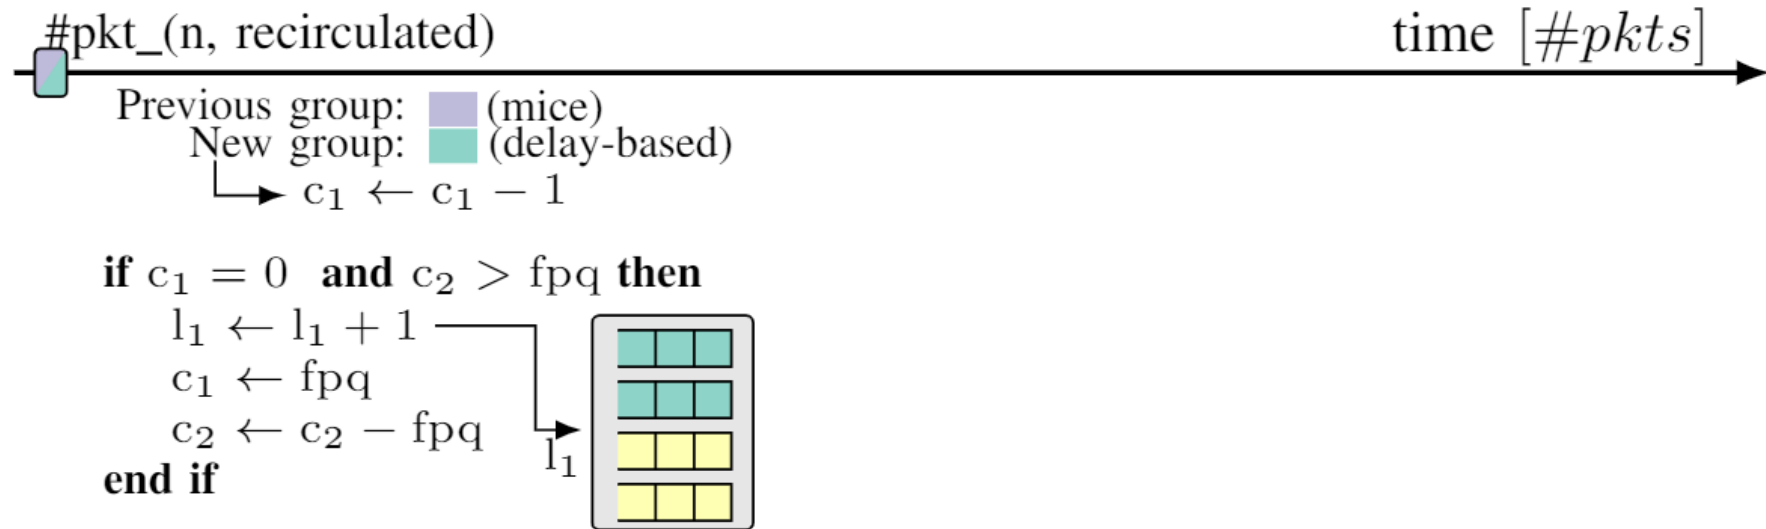 #pkt_(n, recirculated)
time [#pkts]
Previous group: (mice)
New group: (delay-based)
c₁ ← c₁ − 1
if c₁ = 0 and c₂ > fpq then
l₁ ← l₁ + 1
c₁ ← fpq
c₂ ← c₂ − fpq
l₁
end if